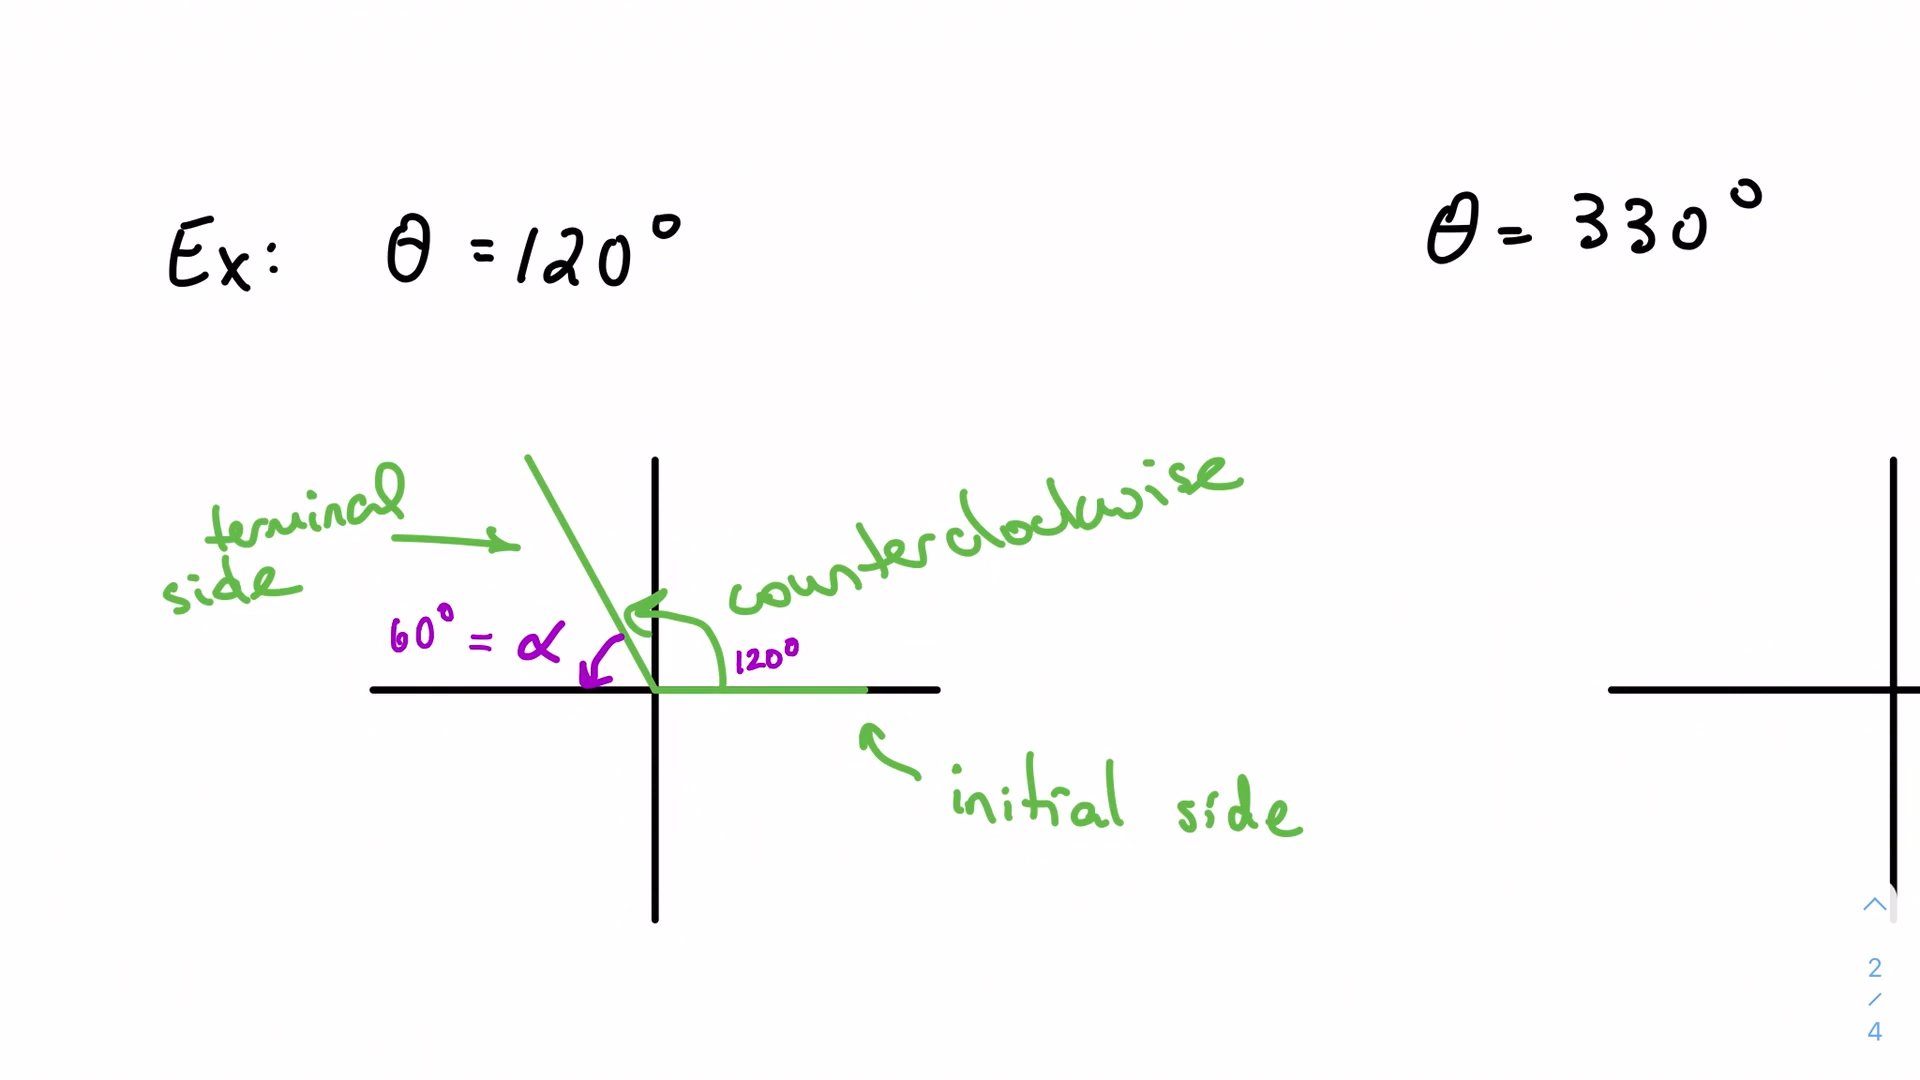 Ex: θ = 120°
θ = 330°
terminal
side
counterclockwise
60° = α
120°
initial side
2
/
4